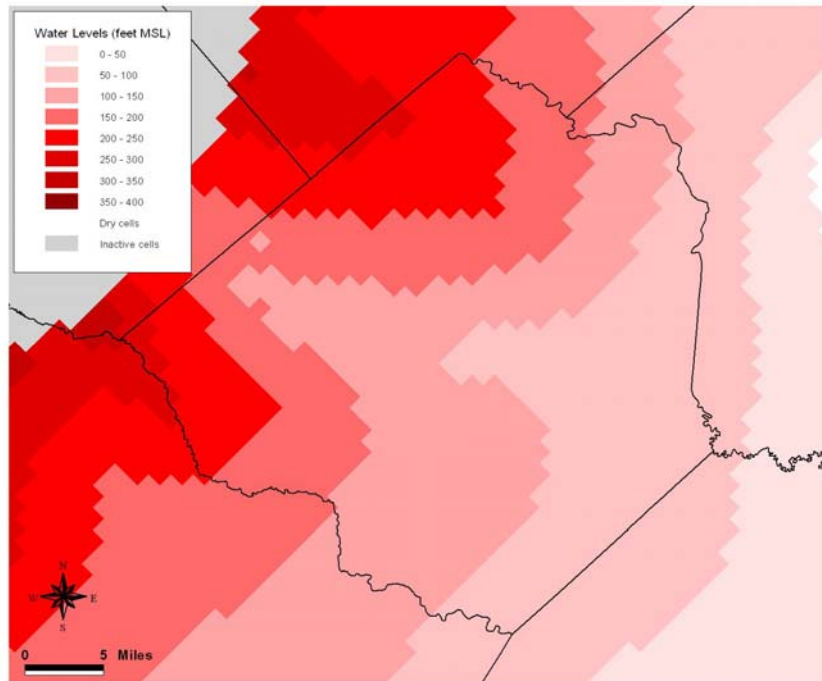 Water Levels (feet MSL)
0 - 50
50 - 100
100 - 150
150 - 200
200 - 250
250 - 300
300 - 350
350 - 400
Dry cells
Inactive cells
N
W E
S
0 5 Miles